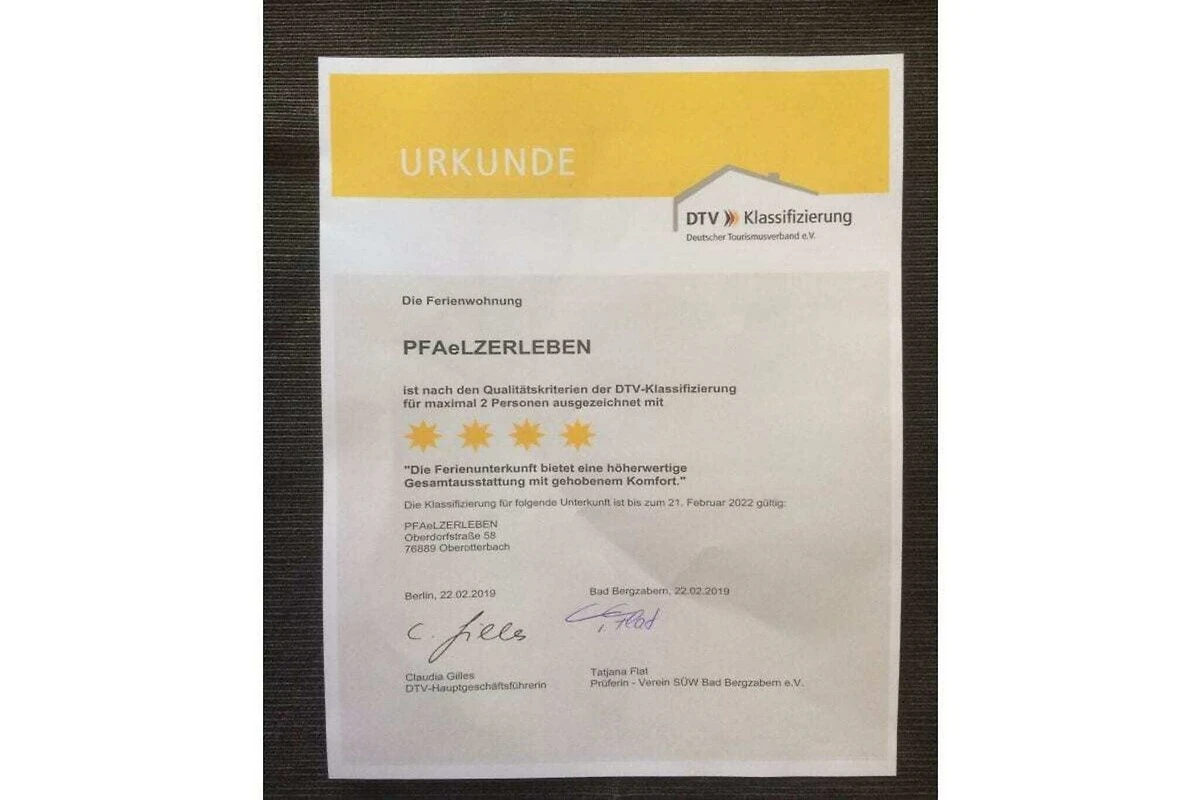 URKUNDE
DTV Klassifizierung
Deutscher Tourismusverband e.V.
Die Ferienwohnung
PFAeLZERLEBEN
ist nach den Qualitätskriterien der DTV-Klassifizierung
für maximal 2 Personen ausgezeichnet mit
"Die Ferienunterkunft bietet eine höherwertige
Gesamtausstattung mit gehobenem Komfort."
Die Klassifizierung für folgende Unterkunft ist bis zum 21. Februar 2022 gültig:
PFAeLZERLEBEN
Oberdorfstraße 58
76889 Oberotterbach
Berlin, 22.02.2019
Bad Bergzabern, 22.02.2019
C. Gilles
i. Flat
Claudia Gilles
DTV-Hauptgeschäftsführerin
Tatjana Flat
Prüferin - Verein SÜW Bad Bergzabern e.V.